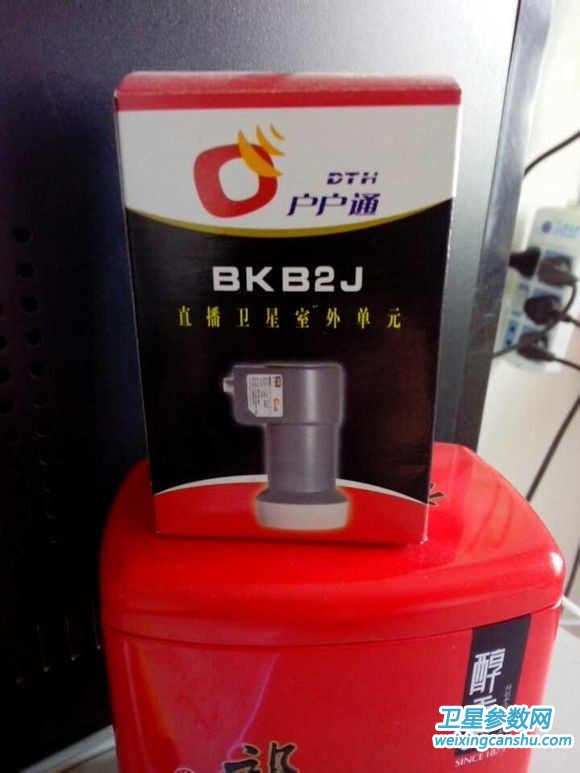 DTH
户户通
BKB2J
直播卫星室外单元
醇
SINCE187
卫星参数网
weixingcanshu.com